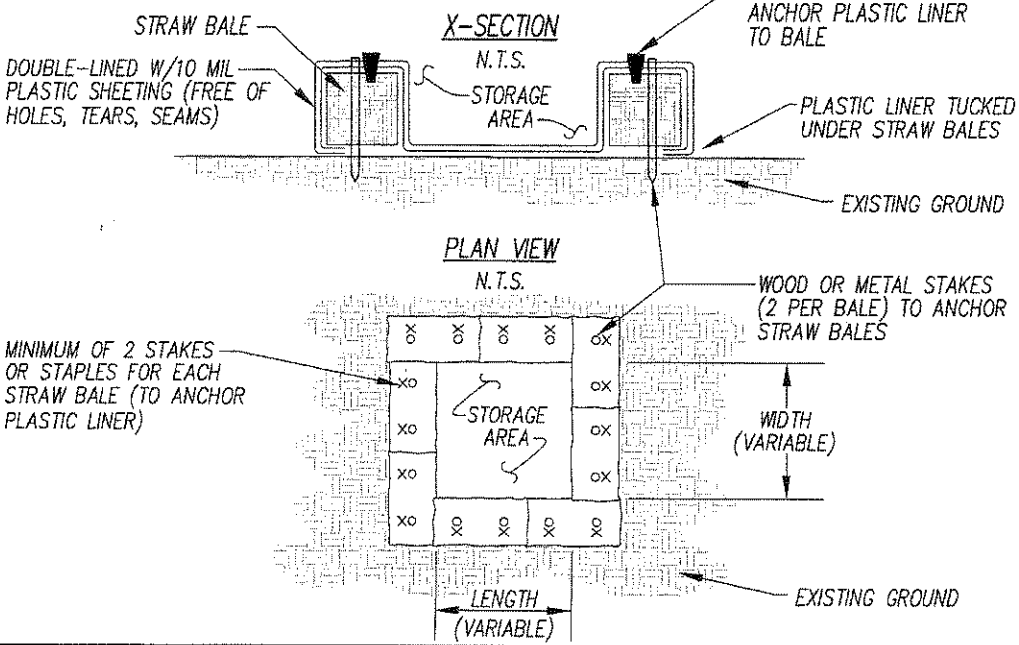 STRAW BALE
X-SECTION
N.T.S.
ANCHOR PLASTIC LINER
TO BALE
DOUBLE-LINED W/10 MIL
PLASTIC SHEETING (FREE OF
HOLES, TEARS, SEAMS)
STORAGE
AREA
PLASTIC LINER TUCKED
UNDER STRAW BALES
EXISTING GROUND
PLAN VIEW
N.T.S.
WOOD OR METAL STAKES
(2 PER BALE) TO ANCHOR
STRAW BALES
MINIMUM OF 2 STAKES
OR STAPLES FOR EACH
STRAW BALE (TO ANCHOR
PLASTIC LINER)
STORAGE
AREA
WIDTH
(VARIABLE)
LENGTH
(VARIABLE)
EXISTING GROUND